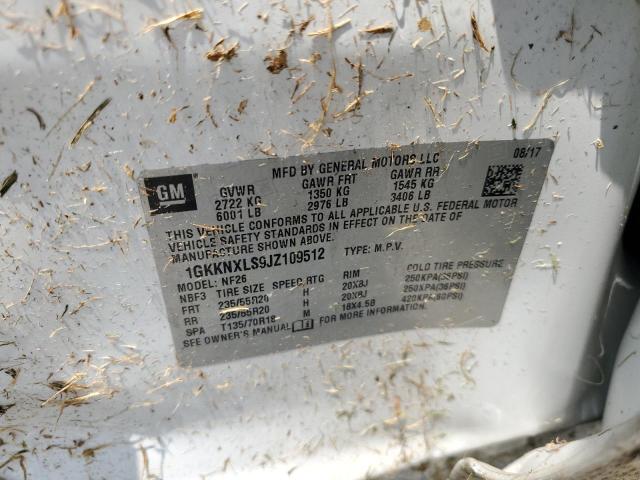 GM
MFD BY GENERAL MOTORS LLC 08/17
GVWR GAWR FRT GAWR RR
2722 KG 1350 KG 1545 KG
6001 LB 2976 LB 3406 LB
THIS VEHICLE CONFORMS TO ALL APPLICABLE U.S. FEDERAL MOTOR
VEHICLE SAFETY STANDARDS IN EFFECT ON THE DATE OF
MANUFACTURE SHOWN ABOVE.
1GKKNXLS9JZ109512 TYPE: M.P.V.
MODEL: NF26
NBF3 TIRE SIZE SPEED RTG RIM COLD TIRE PRESSURE
FRT 235/55R20 H 20X8J 250KPA(36PSI)
RR 235/55R20 H 20X8J 250KPA(36PSI)
SPA T135/70R18 M 18X4.5B 420KPA(60PSI)
SEE OWNER'S MANUAL FOR MORE INFORMATION.